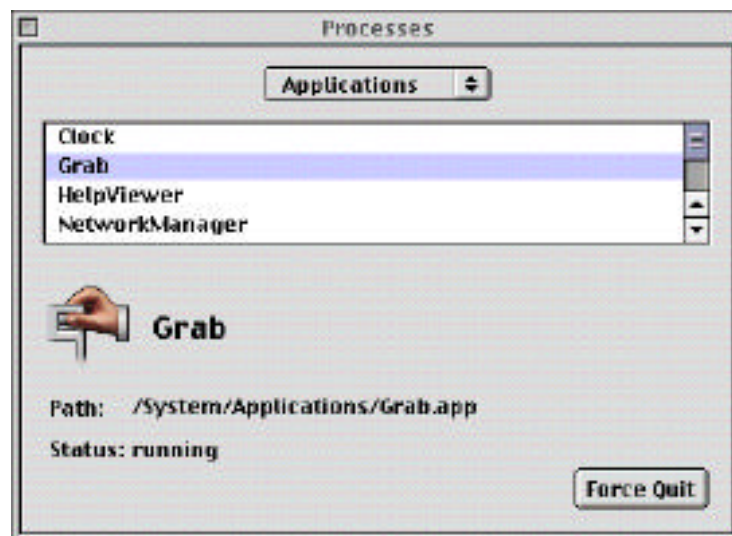 Processes
Applications
Clock
Grab
HelpViewer
NetworkManager
Grab
Path: /System/Applications/Grab.app
Status: running
Force Quit